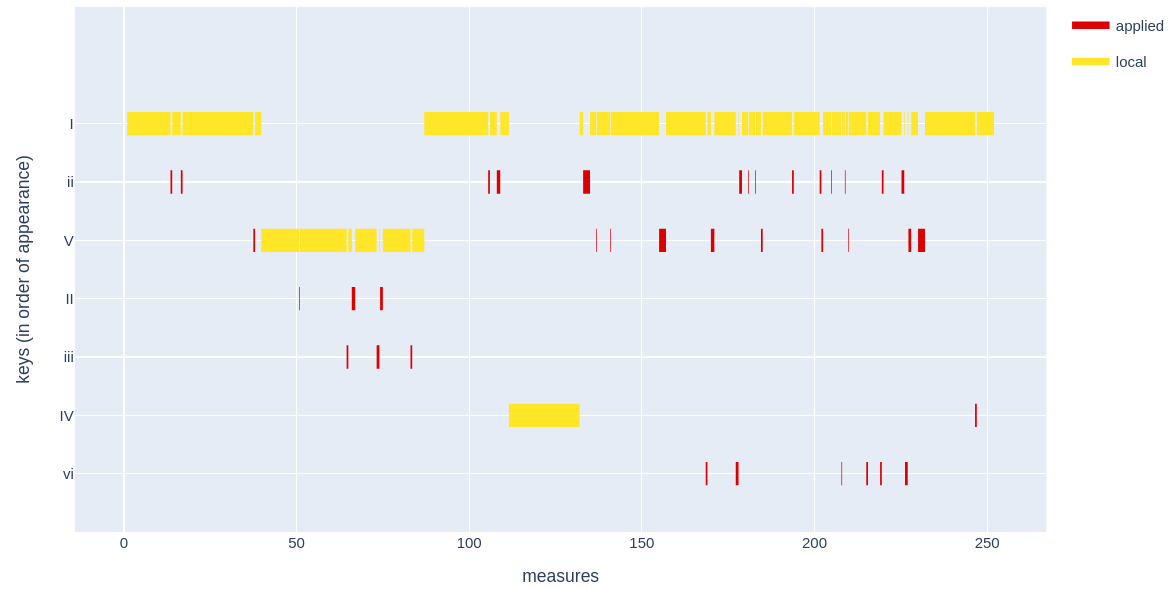 applied
local
I
ii
V
II
iii
IV
vi
keys (in order of appearance)
0
50
100
150
200
250
measures